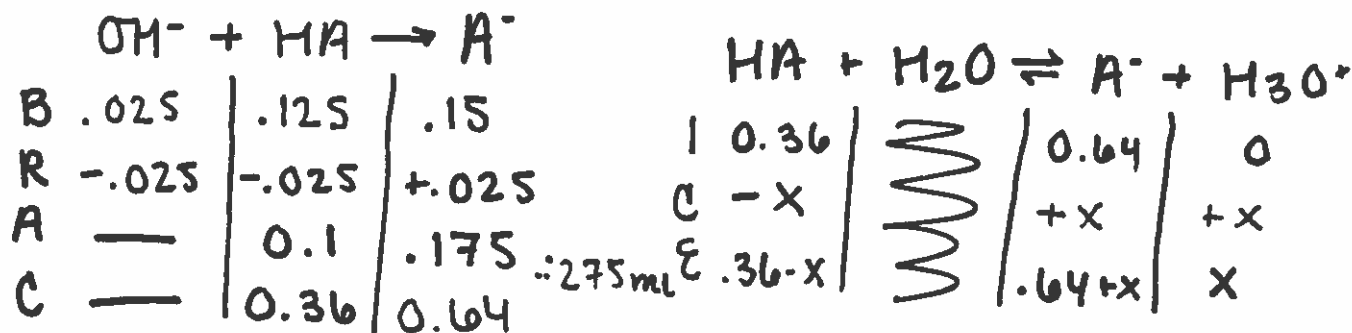 OH⁻ + HA → A⁻
B .025 | .125 | .15
R -.025 | -.025 | +.025
A — | 0.1 | .175 ÷275mL
C — | 0.36 | 0.64
HA + H₂O ⇌ A⁻ + H₃O⁺
I 0.36 | | 0.64 | 0
C -x | | +x | +x
E .36-x | | .64+x | x